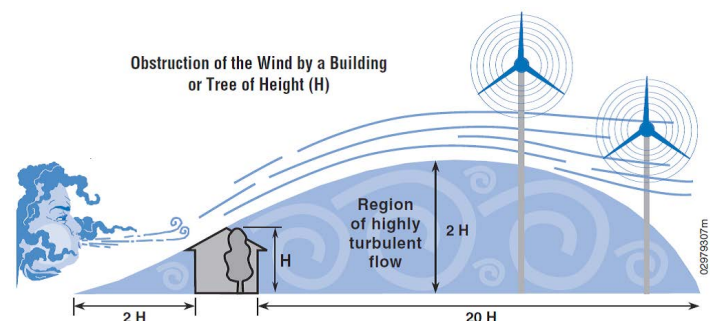 Obstruction of the Wind by a Building
or Tree of Height (H)
Region
of highly
turbulent
flow
2 H
H
2 H
20 H
02979307m